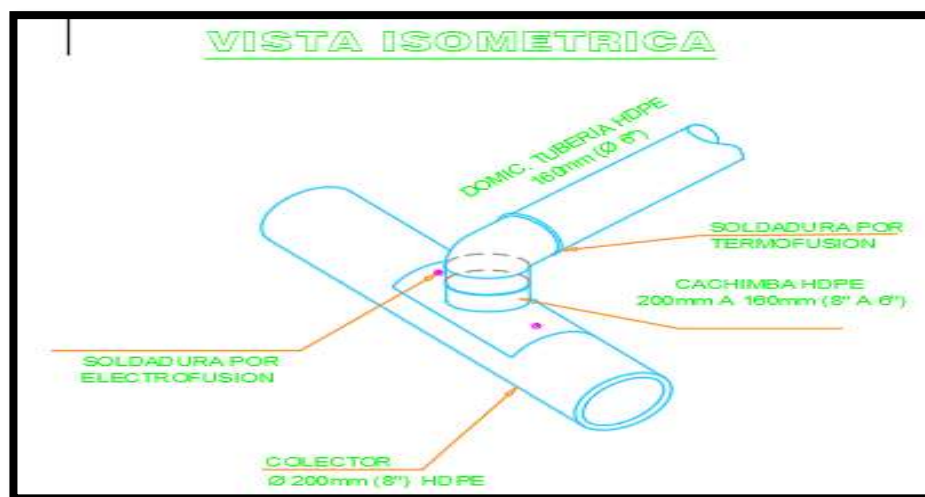 VISTA ISOMETRICA
DOMIC. TUBERIA HDPE
160mm (Ø 6")
SOLDADURA POR
TERMOFUSION
CACHIMBA HDPE
200mm A 160mm (8" A 6")
SOLDADURA POR
ELECTROFUSION
COLECTOR
Ø 200mm (8") HDPE